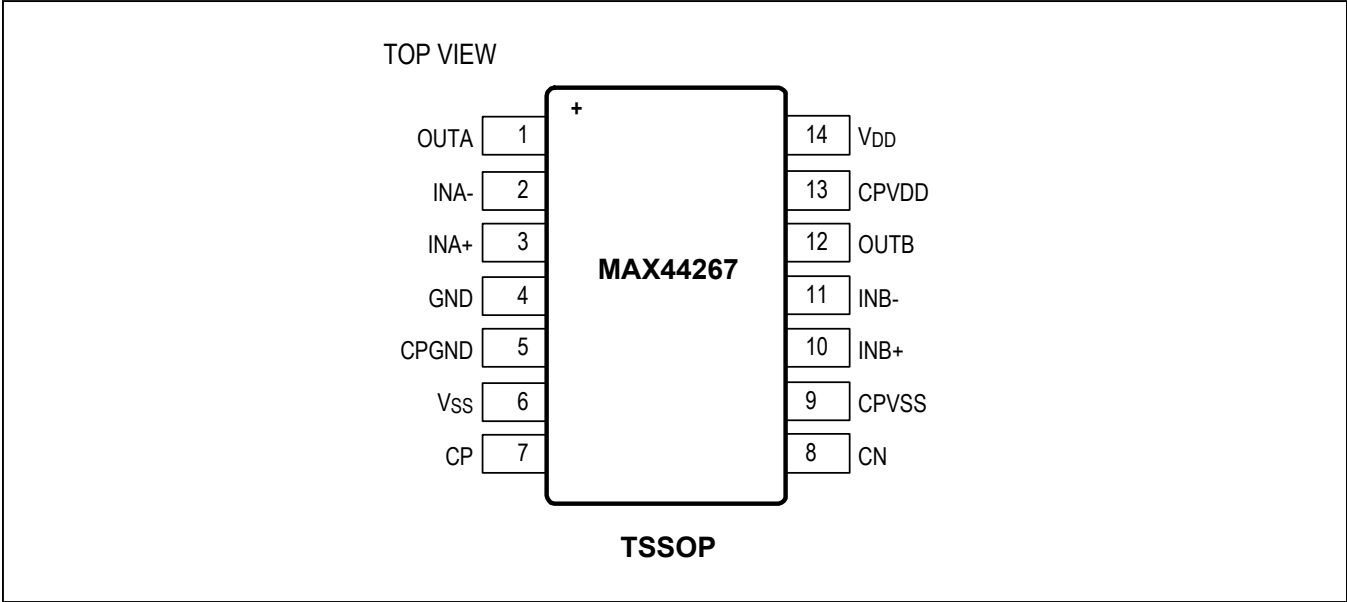 TOP VIEW
+
OUTA 1 14 VDD
INA- 2 13 CPVDD
INA+ 3 12 OUTB
MAX44267
GND 4 11 INB-
CPGND 5 10 INB+
VSS 6 9 CPVSS
CP 7 8 CN
TSSOP